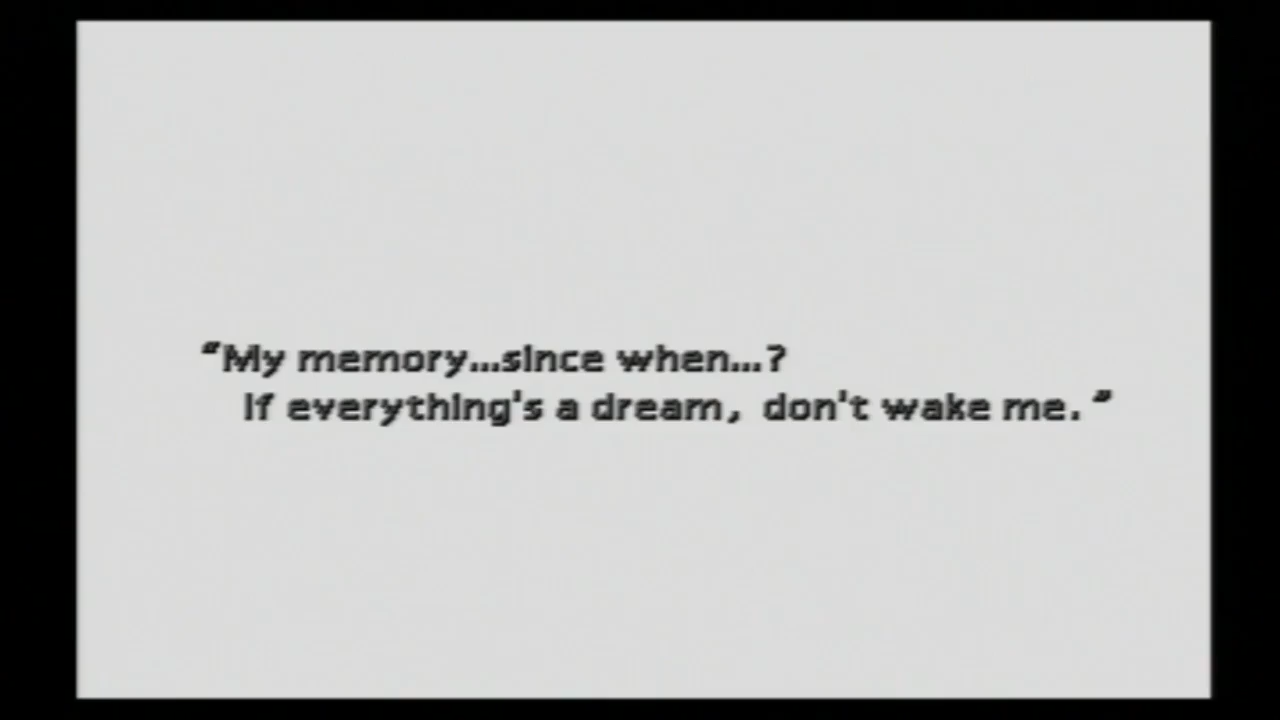 “My memory...since when...?
If everything's a dream, don't wake me.”